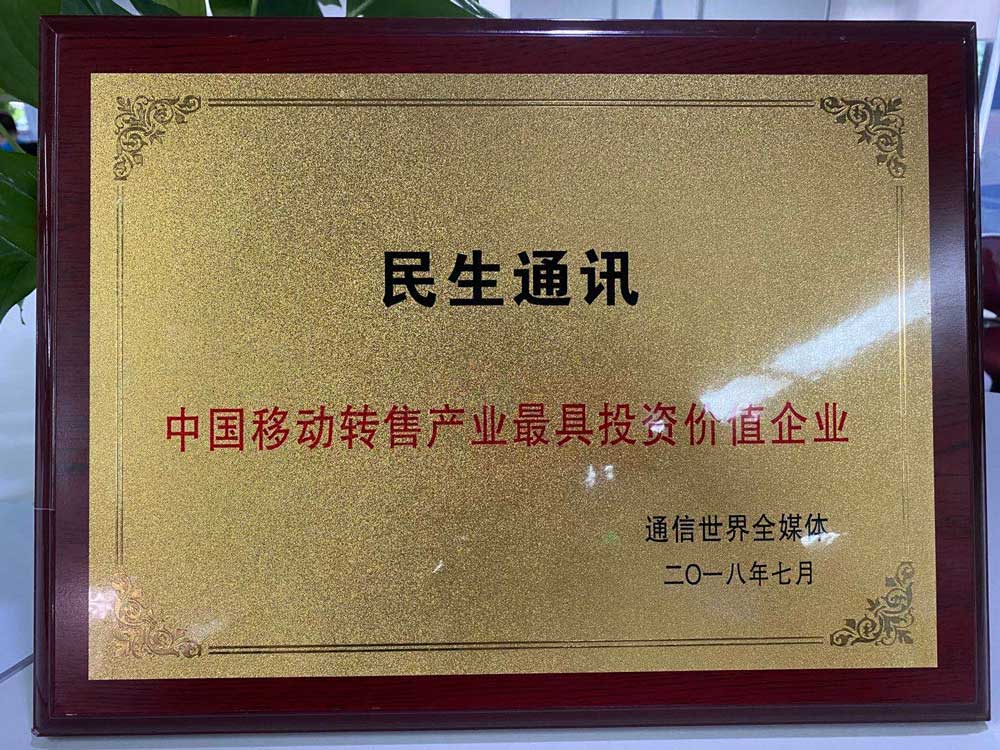 民生通讯
中国移动转售产业最具投资价值企业
通信世界全媒体
二〇一八年七月